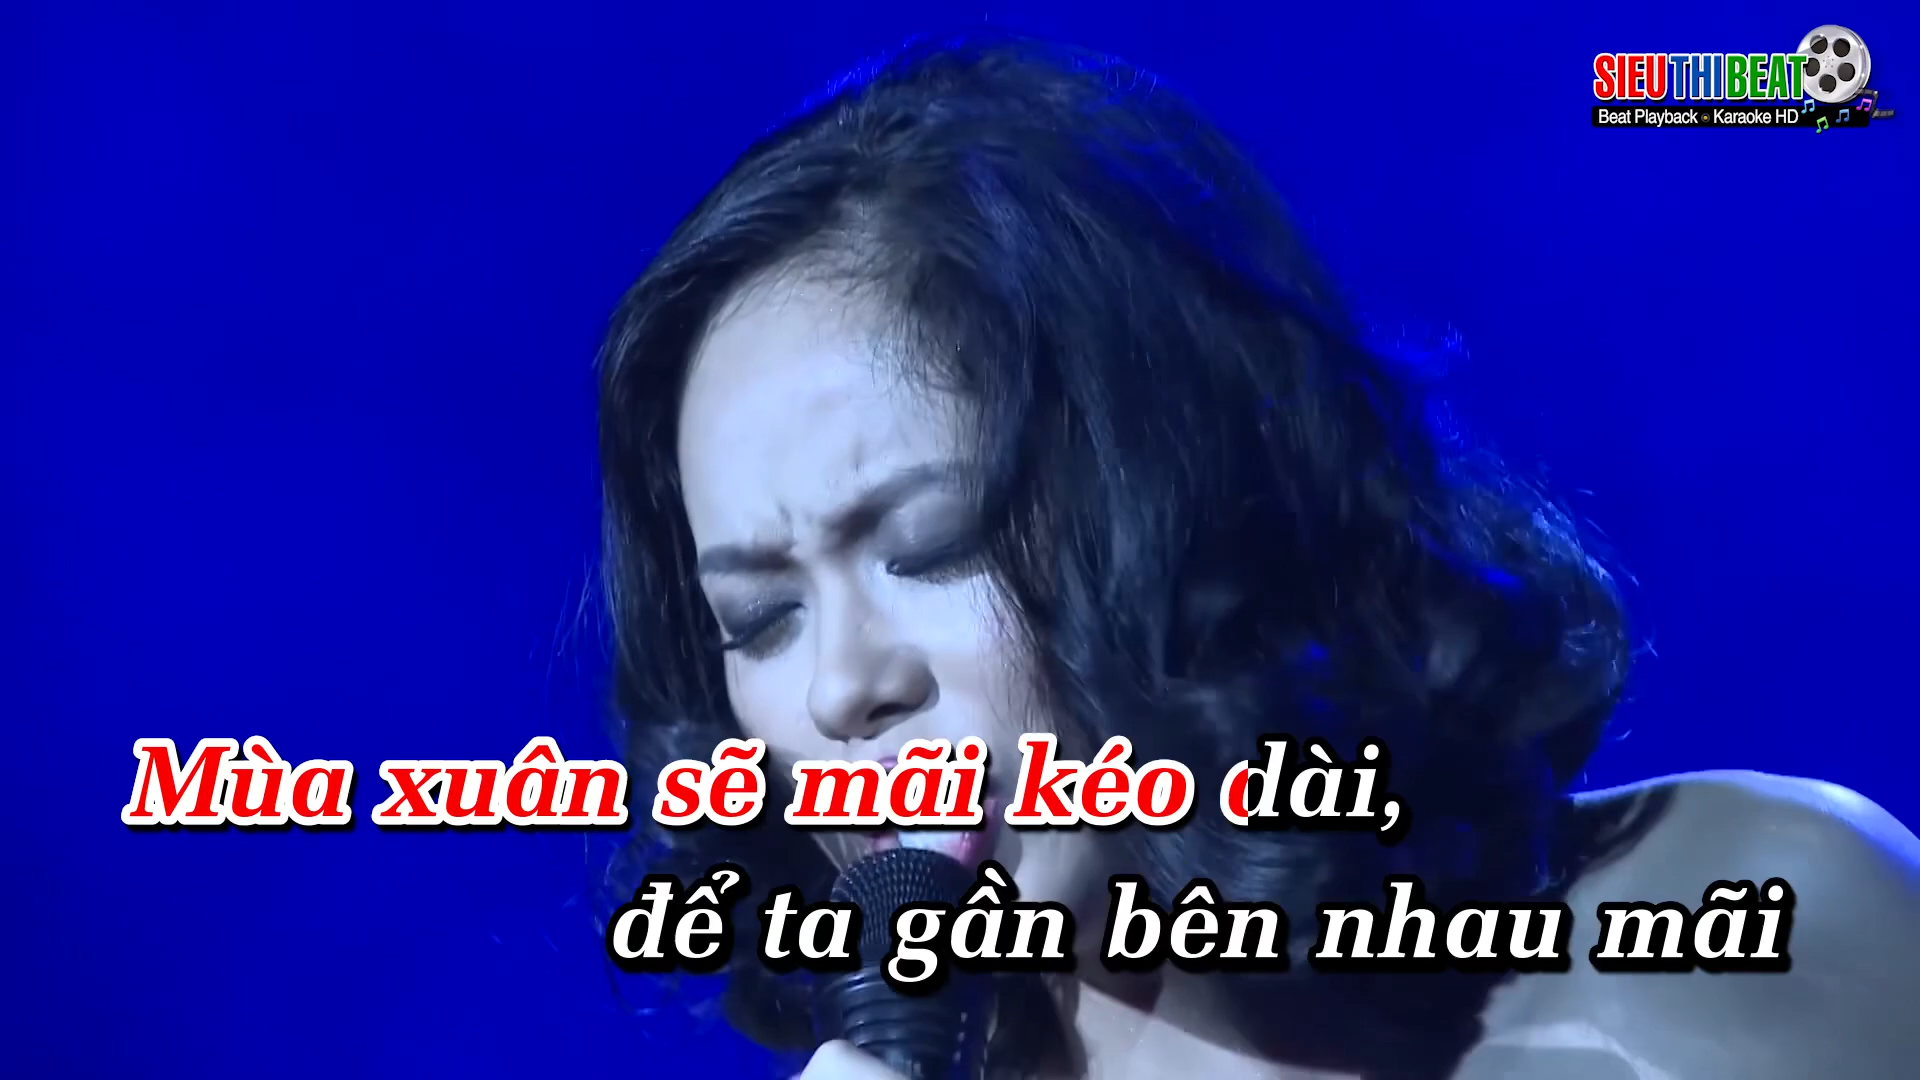 SIEUTHIBEAT
Beat Playback • Karaoke HD
Mùa xuân sẽ mãi kéo dài,
để ta gần bên nhau mãi